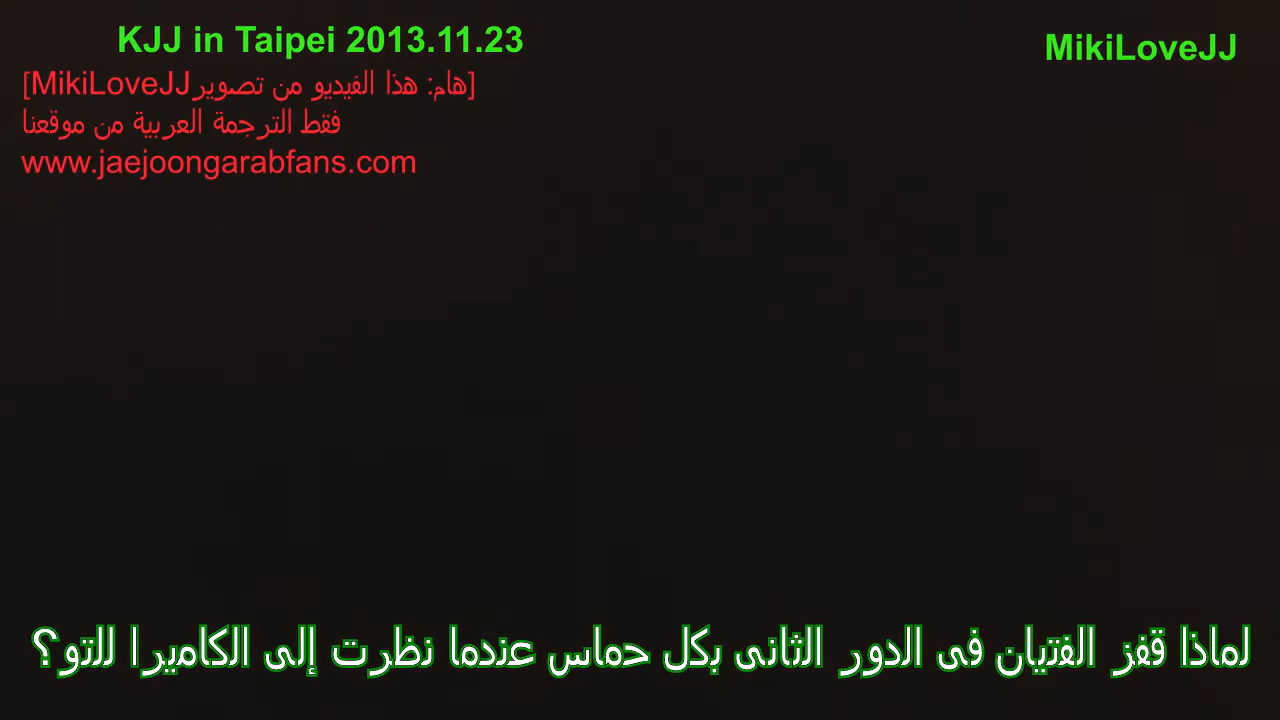 KJJ in Taipei 2013.11.23
MikiLoveJJ
[هام: هذا الفيديو من تصويرMikiLoveJJ]
فقط الترجمة العربية من موقعنا
www.jaejoongarabfans.com
لماذا قفز الفتيان فى الدور الثانى بكل حماس عندما نظرت إلى الكاميرا للتو؟